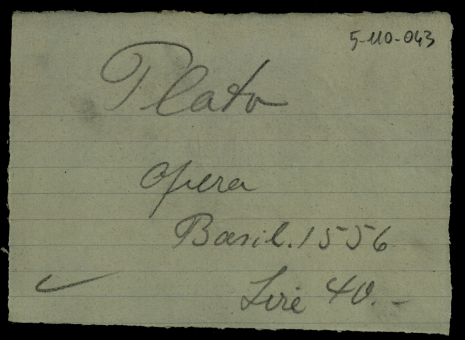 5-110-043
Plato
opera
Basil. 1556
Lire 40.-